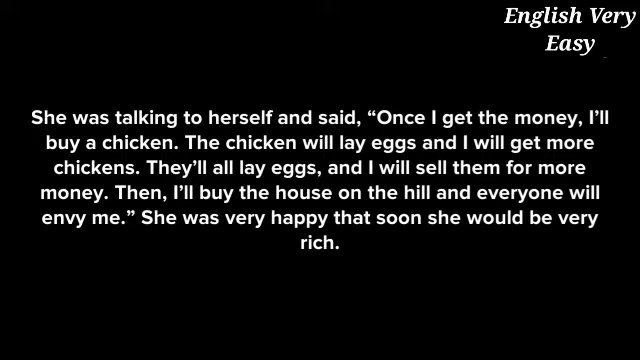 English Very
Easy
She was talking to herself and said, “Once I get the money, I’ll
buy a chicken. The chicken will lay eggs and I will get more
chickens. They’ll all lay eggs, and I will sell them for more
money. Then, I’ll buy the house on the hill and everyone will
envy me.” She was very happy that soon she would be very
rich.